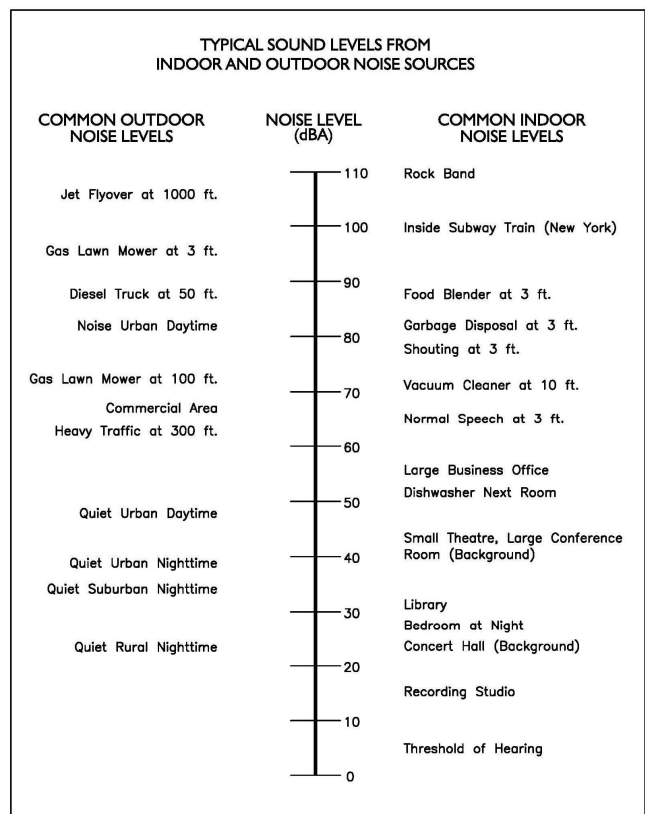 TYPICAL SOUND LEVELS FROM
INDOOR AND OUTDOOR NOISE SOURCES
COMMON OUTDOOR
NOISE LEVELS
NOISE LEVEL
(dBA)
COMMON INDOOR
NOISE LEVELS
110
Rock Band
Jet Flyover at 1000 ft.
100
Inside Subway Train (New York)
Gas Lawn Mower at 3 ft.
90
Diesel Truck at 50 ft.
Food Blender at 3 ft.
Noise Urban Daytime
Garbage Disposal at 3 ft.
80
Shouting at 3 ft.
Gas Lawn Mower at 100 ft.
Vacuum Cleaner at 10 ft.
70
Commercial Area
Normal Speech at 3 ft.
Heavy Traffic at 300 ft.
60
Large Business Office
Dishwasher Next Room
50
Quiet Urban Daytime
Small Theatre, Large Conference
Room (Background)
40
Quiet Urban Nighttime
Quiet Suburban Nighttime
Library
30
Bedroom at Night
Quiet Rural Nighttime
Concert Hall (Background)
20
Recording Studio
10
Threshold of Hearing
0